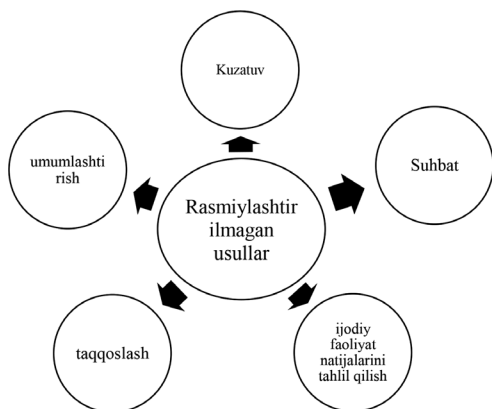 Kuzatuv
umumlashti
rish
Suhbat
Rasmiylashtir
ilmagan
usullar
taqqoslash
ijodiy
faoliyat
natijalarini
tahlil qilish